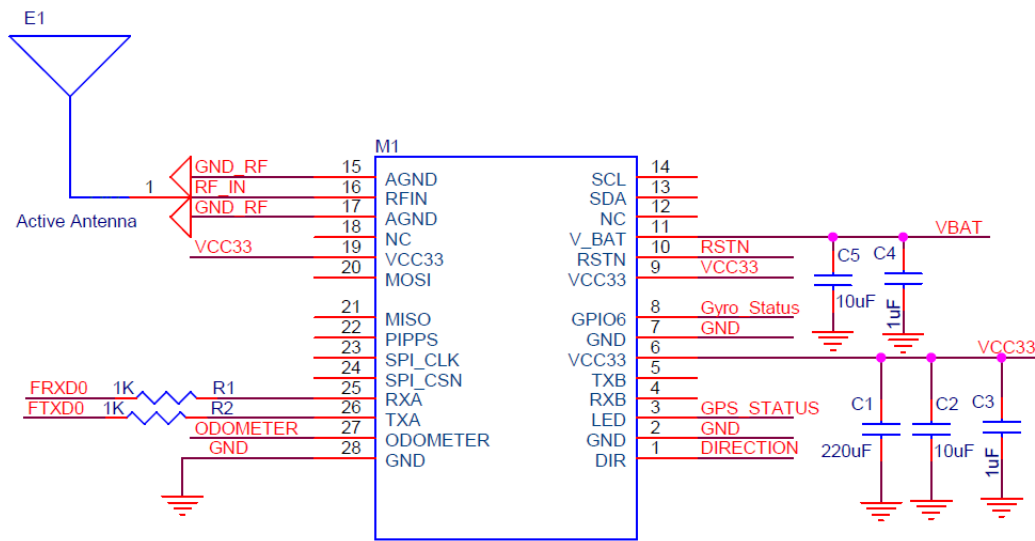 E1
M1
GND_RF 15 AGND SCL 14
1 RF_IN 16 RFIN SDA 13
GND_RF 17 AGND NC 12
Active Antenna
18 NC V_BAT 11 VBAT
VCC33 19 VCC33 RSTN 10 RSTN
20 MOSI VCC33 9 VCC33
C5 C4
10uF 1uF
21 MISO GPIO6 8 Gyro_Status
22 PIPPS GND 7 GND
23 SPI_CLK VCC33 6 VCC33
24 SPI_CSN TXB 5
FRXD0 1K R1 25 RXA RXB 4
FTXD0 1K R2 26 TXA LED 3 GPS_STATUS
ODOMETER 27 ODOMETER GND 2 GND
GND 28 GND DIR 1 DIRECTION
C1 C2 C3
220uF 10uF 1uF